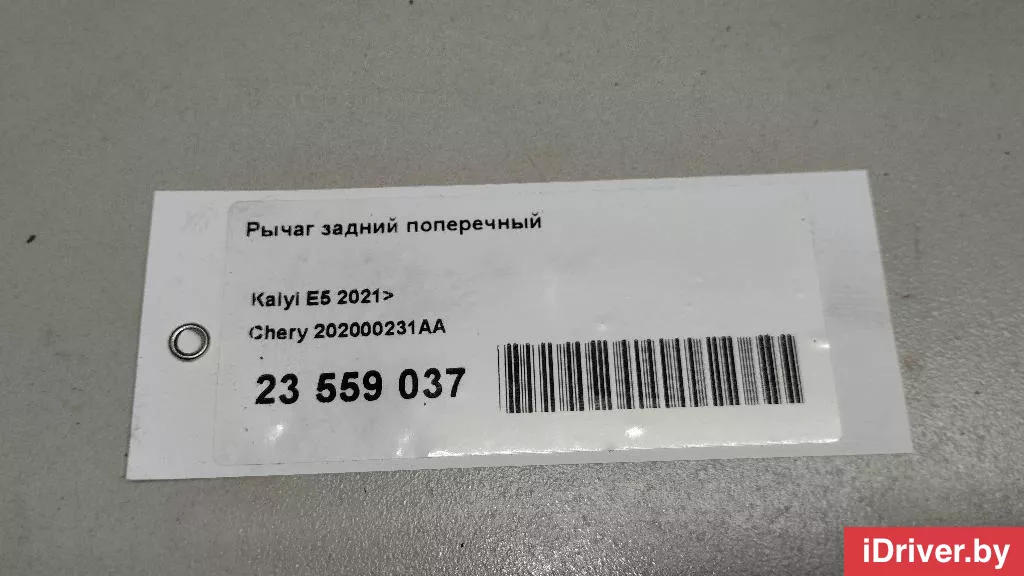 Рычаг задний поперечный
Kaiyi E5 2021>
Chery 202000231AA
23 559 037
iDriver.by